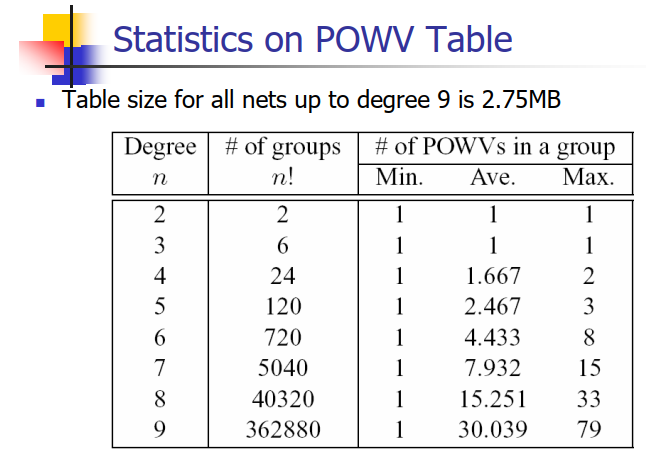 Statistics on POWV Table
Table size for all nets up to degree 9 is 2.75MB
Degree # of groups # of POWVs in a group
n n! Min. Ave. Max.
2 2 1 1 1
3 6 1 1 1
4 24 1 1.667 2
5 120 1 2.467 3
6 720 1 4.433 8
7 5040 1 7.932 15
8 40320 1 15.251 33
9 362880 1 30.039 79